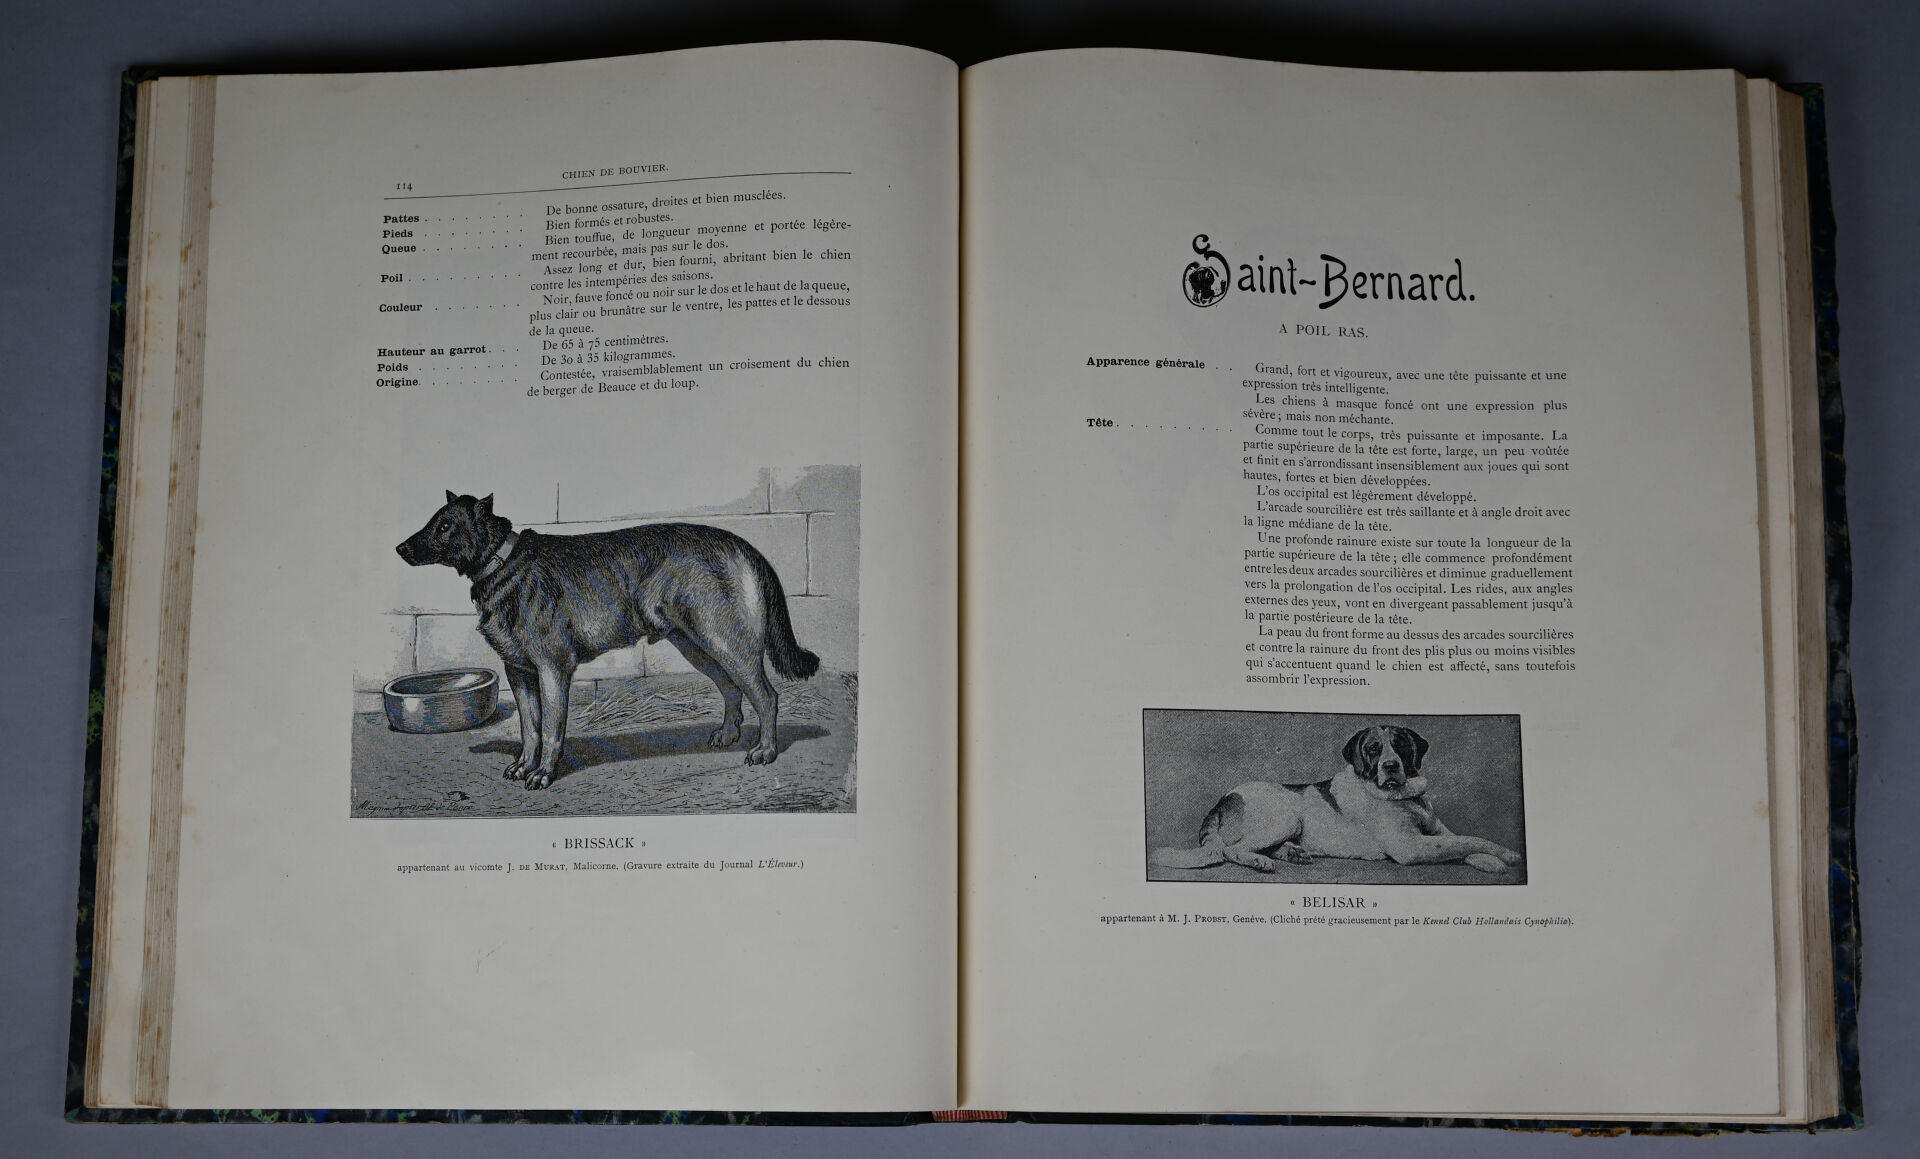 114
CHIEN DE BOUVIER.
Pattes . . . . . . . . De bonne ossature, droites et bien musclées.
Pieds . . . . . . . . Bien formés et robustes.
Queue . . . . . . . . Bien touffue, de longueur moyenne et portée légère-
ment recourbée, mais pas sur le dos.
Poil . . . . . . . . . Assez long et dur, bien fourni, abritant bien le chien
contre les intempéries des saisons.
Couleur . . . . . . . Noir, fauve foncé ou noir sur le dos et le haut de la queue,
plus clair ou brunâtre sur le ventre, les pattes et le dessous
de la queue.
Hauteur au garrot . . . De 65 à 75 centimètres.
Poids . . . . . . . . De 30 à 35 kilogrammes.
Origine. . . . . . . . Contestée, vraisemblablement un croisement du chien
de berger de Beauce et du loup.
« BRISSACK »
appartenant au vicomte J. DE MURAT, Malicorne. (Gravure extraite du Journal L'Éleveur.)
Saint-Bernard.
A POIL RAS.
Apparence générale . . Grand, fort et vigoureux, avec une tête puissante et une
expression très intelligente.
Les chiens à masque foncé ont une expression plus
sévère ; mais non méchante.
Tête . . . . . . . . . Comme tout le corps, très puissante et imposante. La
partie supérieure de la tête est forte, large, un peu voûtée
et finit en s'arrondissant insensiblement aux joues qui sont
hautes, fortes et bien développées.
L'os occipital est légèrement développé.
L'arcade sourcilière est très saillante et à angle droit avec
la ligne médiane de la tête.
Une profonde rainure existe sur toute la longueur de la
partie supérieure de la tête ; elle commence profondément
entre les deux arcades sourcilières et diminue graduellement
vers la prolongation de l'os occipital. Les rides, aux angles
externes des yeux, vont en divergeant passablement jusqu'à
la partie postérieure de la tête.
La peau du front forme au dessus des arcades sourcilières
et contre la rainure du front des plis plus ou moins visibles
qui s'accentuent quand le chien est affecté, sans toutefois
assombrir l'expression.
« BELISAR »
appartenant à M. J. PROBST, Genève. (Cliché prété gracieusement par le Kennel Club Hollandais Cynophilia).